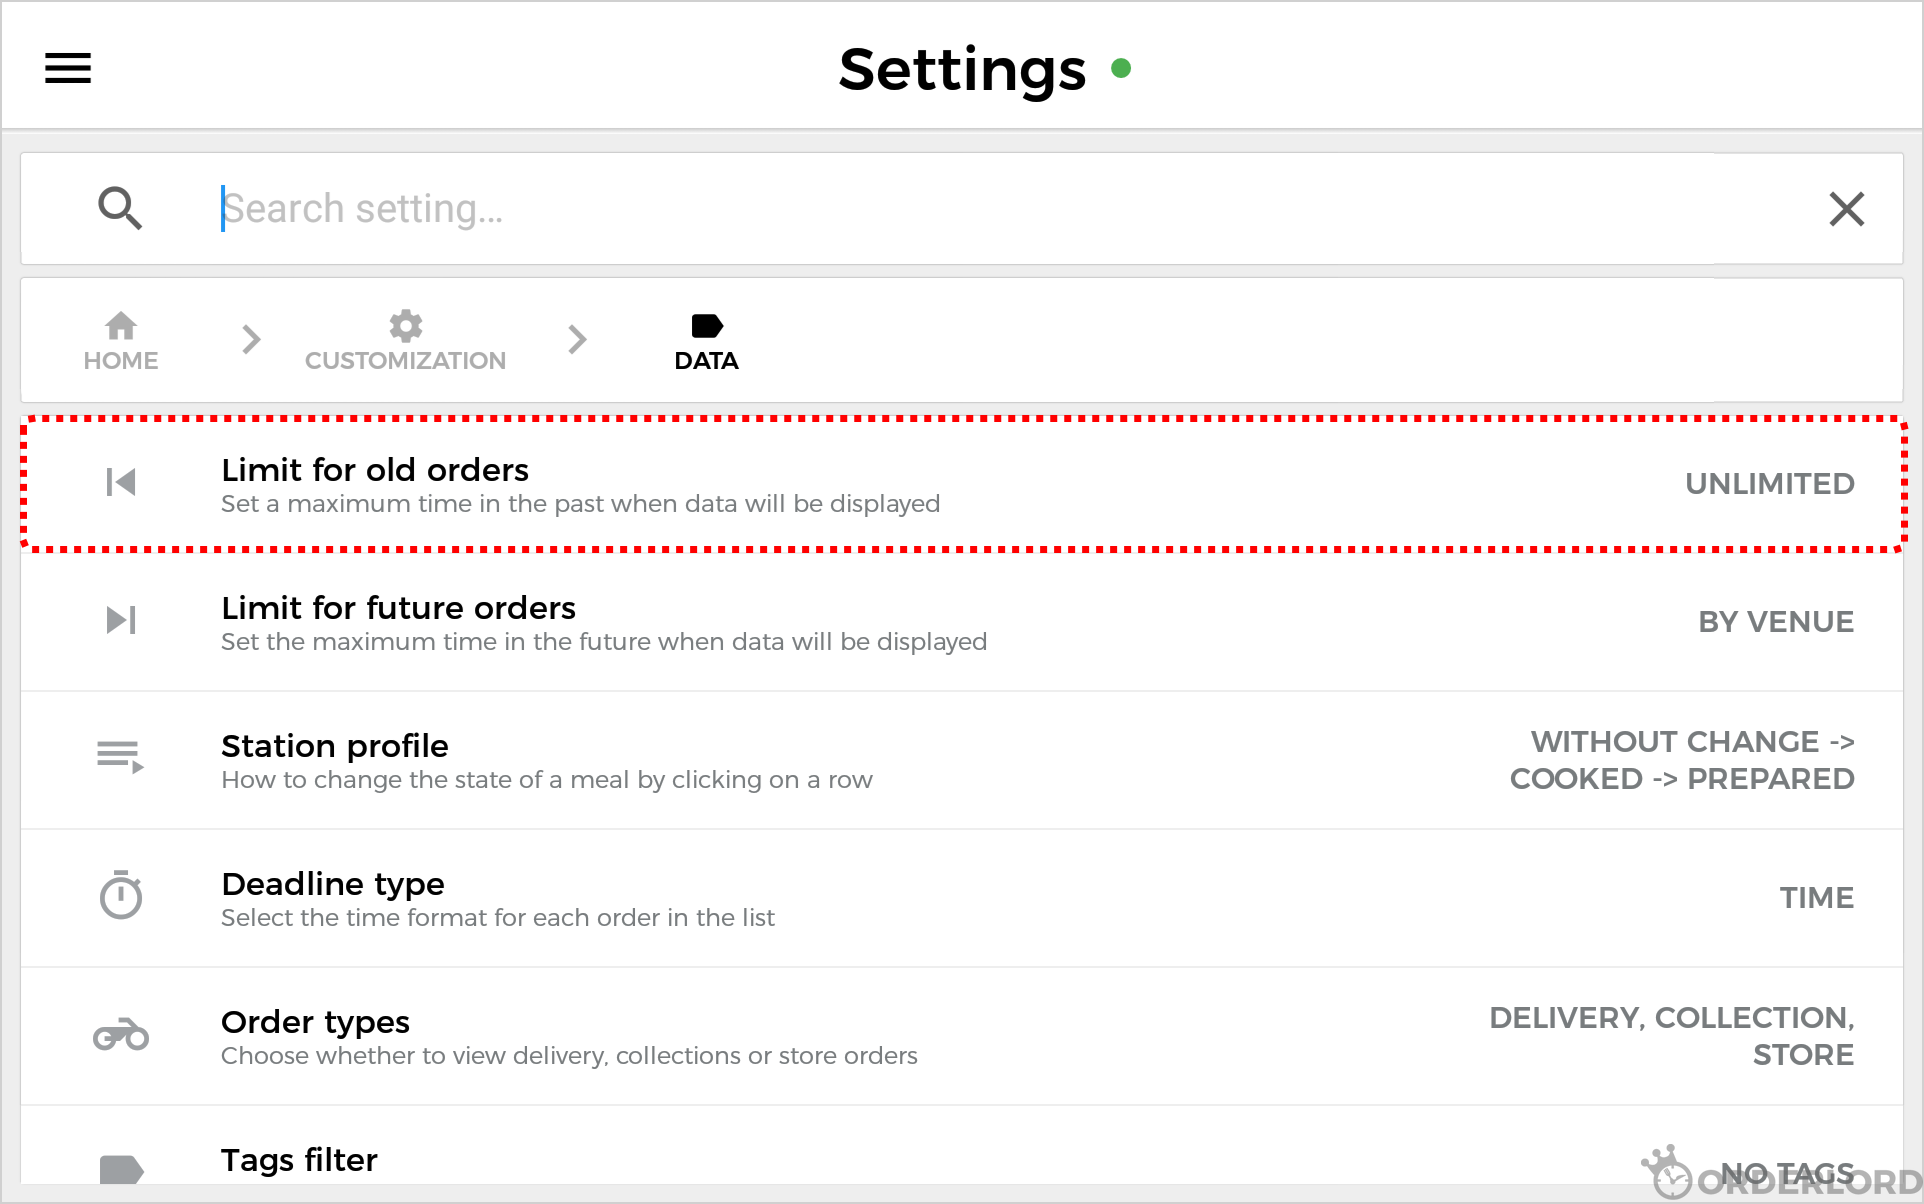 Settings
Search setting...
HOME
CUSTOMIZATION
DATA
Limit for old orders
Set a maximum time in the past when data will be displayed
UNLIMITED
Limit for future orders
Set the maximum time in the future when data will be displayed
BY VENUE
Station profile
How to change the state of a meal by clicking on a row
WITHOUT CHANGE ->
COOKED -> PREPARED
Deadline type
Select the time format for each order in the list
TIME
Order types
Choose whether to view delivery, collections or store orders
DELIVERY, COLLECTION,
STORE
Tags filter
NO TAGS
ORDERLORD